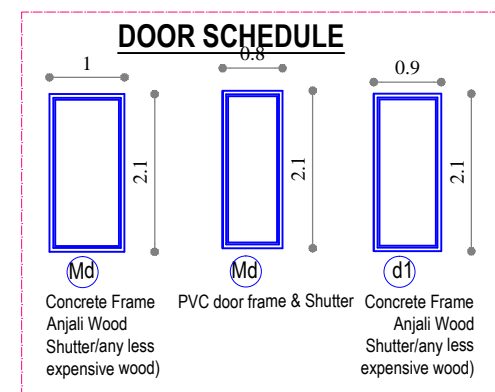 DOOR SCHEDULE
1
0.8
0.9
2.1
2.1
2.1
Md
Md
d1
Concrete Frame
Anjali Wood
Shutter/any less
expensive wood)
PVC door frame & Shutter
Concrete Frame
Anjali Wood
Shutter/any less
expensive wood)